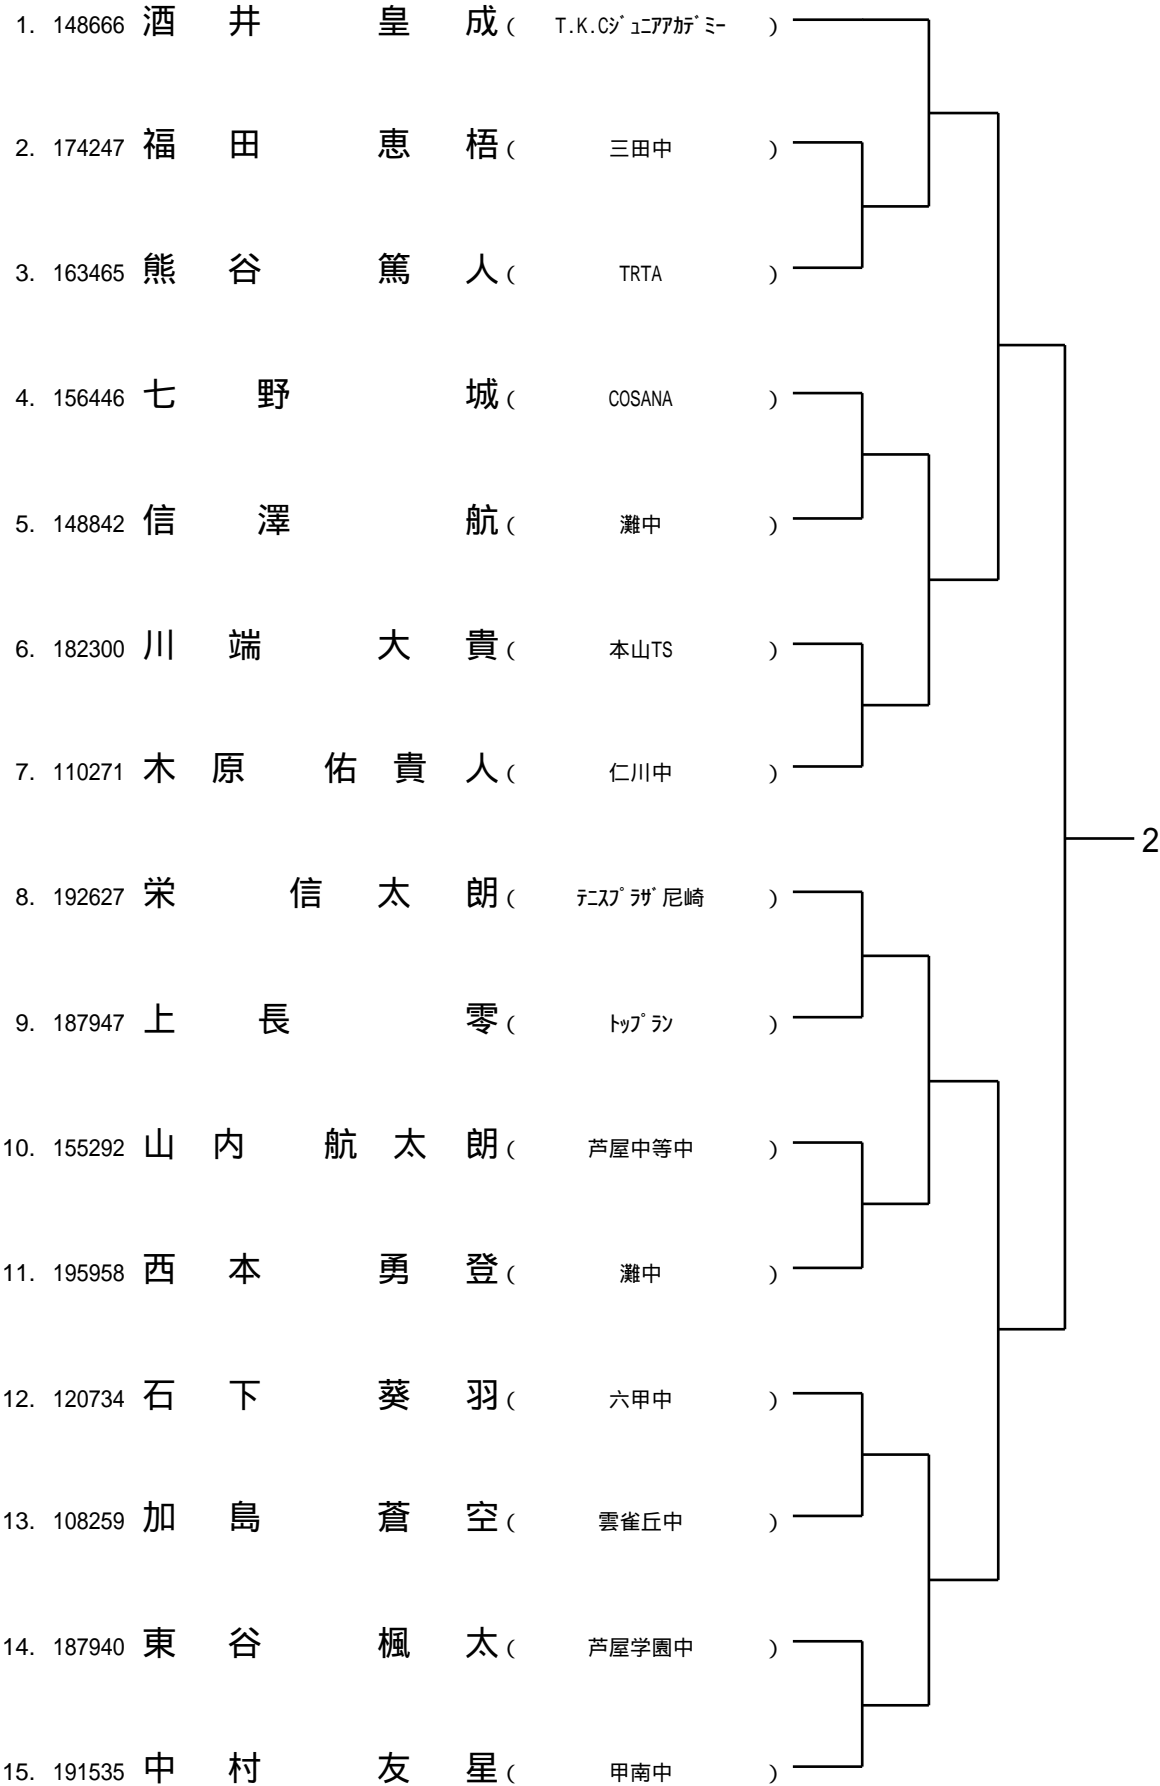 1. 148666 酒井 皇成 ( T.K.Cｼﾞｭﾆｱｱｶﾃﾞﾐｰ )
2. 174247 福田 恵梧 ( 三田中 )
3. 163465 熊谷 篤人 ( TRTA )
4. 156446 七野 城 ( COSANA )
5. 148842 信澤 航 ( 灘中 )
6. 182300 川端 大貴 ( 本山TS )
7. 110271 木原 佑貴人 ( 仁川中 )
2
8. 192627 栄 信太朗 ( ﾃﾆｽﾌﾟﾗｻﾞ尼崎 )
9. 187947 上長 零 ( ﾄｯﾌﾟﾗﾝ )
10. 155292 山内 航太朗 ( 芦屋中等中 )
11. 195958 西本 勇登 ( 灘中 )
12. 120734 石下 葵羽 ( 六甲中 )
13. 108259 加島 蒼空 ( 雲雀丘中 )
14. 187940 東谷 楓太 ( 芦屋学園中 )
15. 191535 中村 友星 ( 甲南中 )